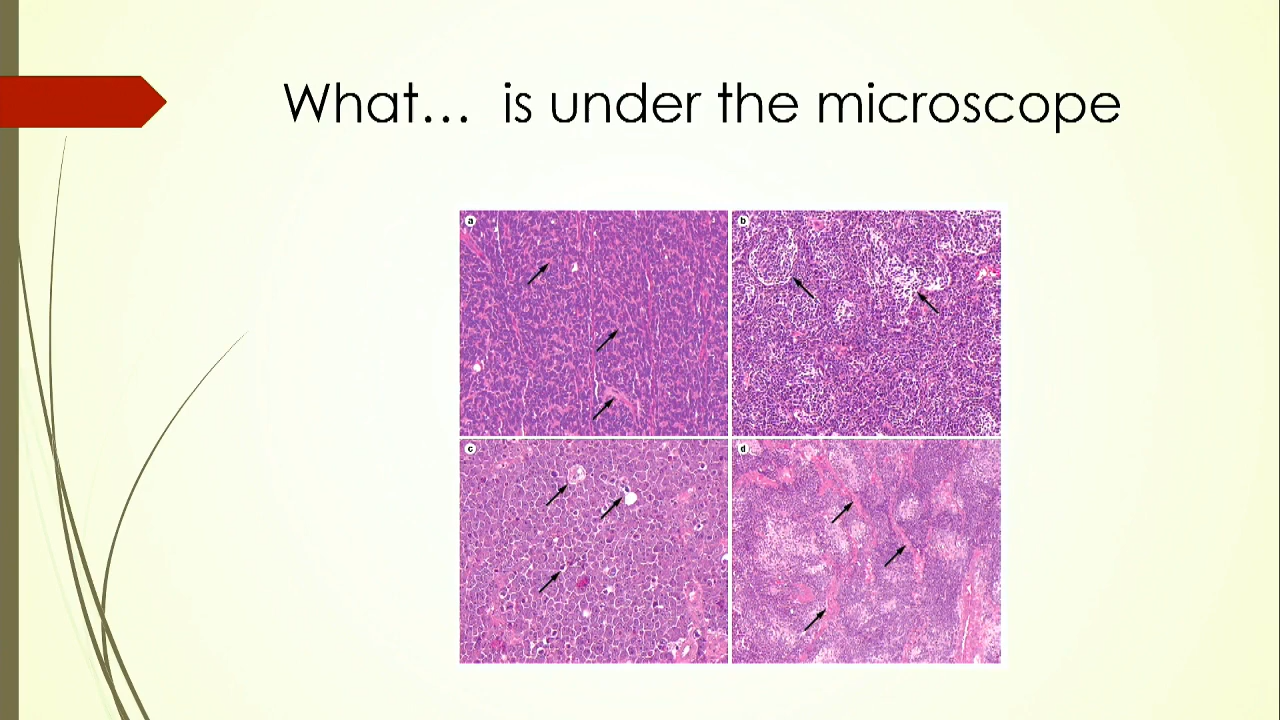 What… is under the microscope
a
b
c
d